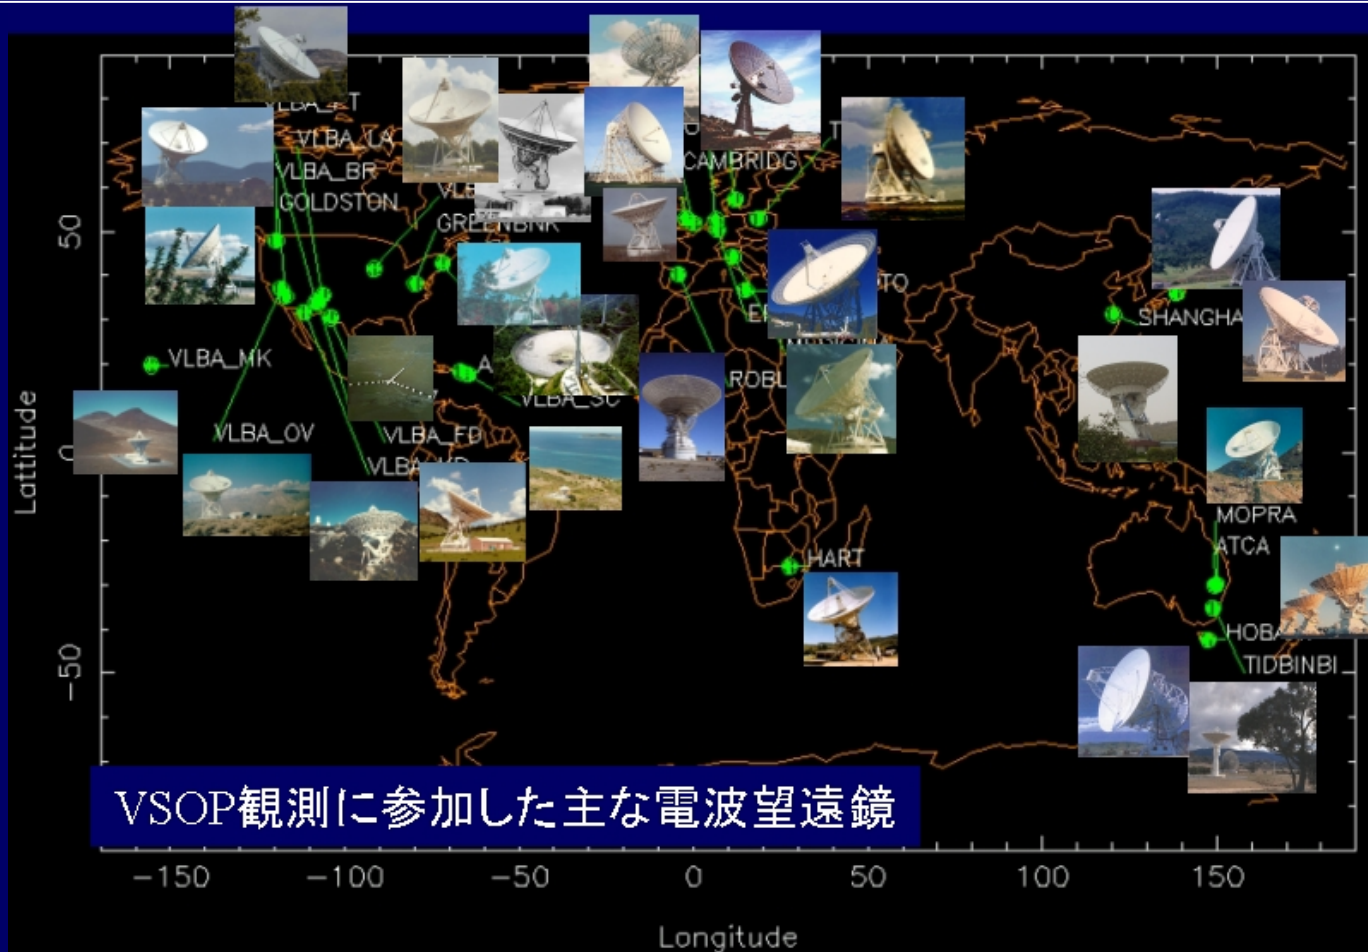 VLBA_LA
VLBA_BR
GOLDSTON
GREENBNK
CAMBRIDG
SHANGHA
VLBA_MK
VLBA_SC
VLBA_OV
VLBA_FD
HART
MOPRA
ATCA
HOBA
TIDBINBI
50
0
-50
Lattitude
VSOP観測に参加した主な電波望遠鏡
-150 -100 -50 0 50 100 150
Longitude